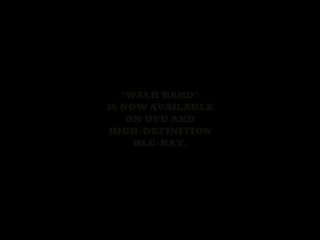 "WALK HARD"
IS NOW AVAILABLE
ON DVD AND
HIGH-DEFINITION
BLU-RAY.